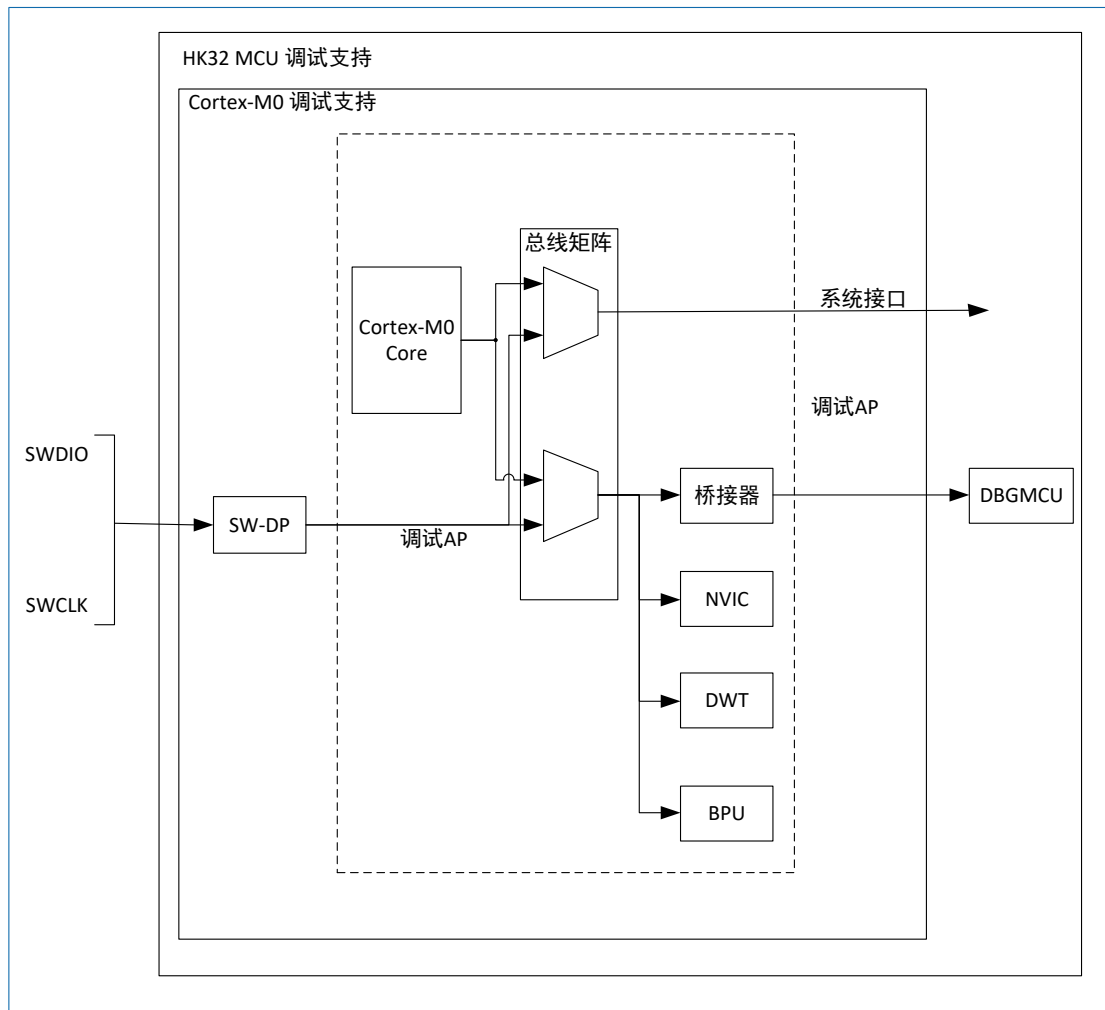 HK32 MCU 调试支持
Cortex-M0 调试支持
总线矩阵
Cortex-M0
Core
系统接口
调试AP
SWDIO
SWCLK
SW-DP
调试AP
桥接器
DBGMCU
NVIC
DWT
BPU